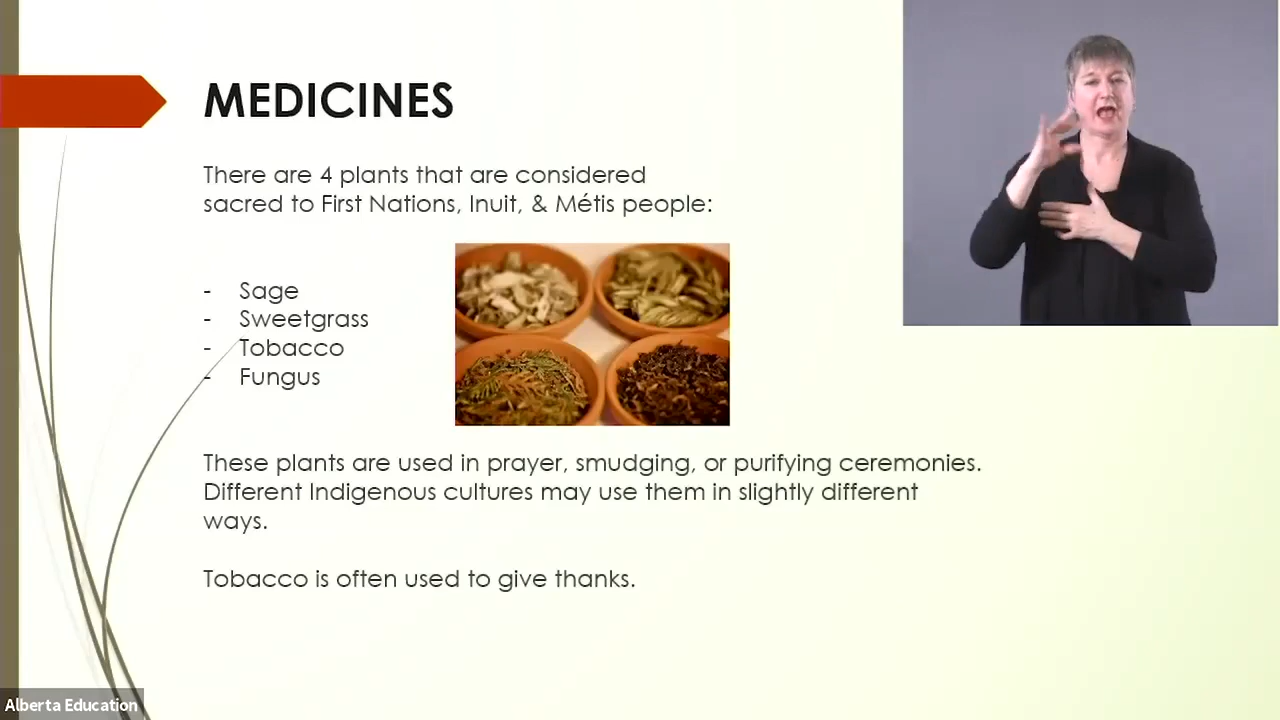 MEDICINES
There are 4 plants that are considered
sacred to First Nations, Inuit, & Métis people:
- Sage
- Sweetgrass
- Tobacco
- Fungus
These plants are used in prayer, smudging, or purifying ceremonies.
Different Indigenous cultures may use them in slightly different
ways.
Tobacco is often used to give thanks.
Alberta Education